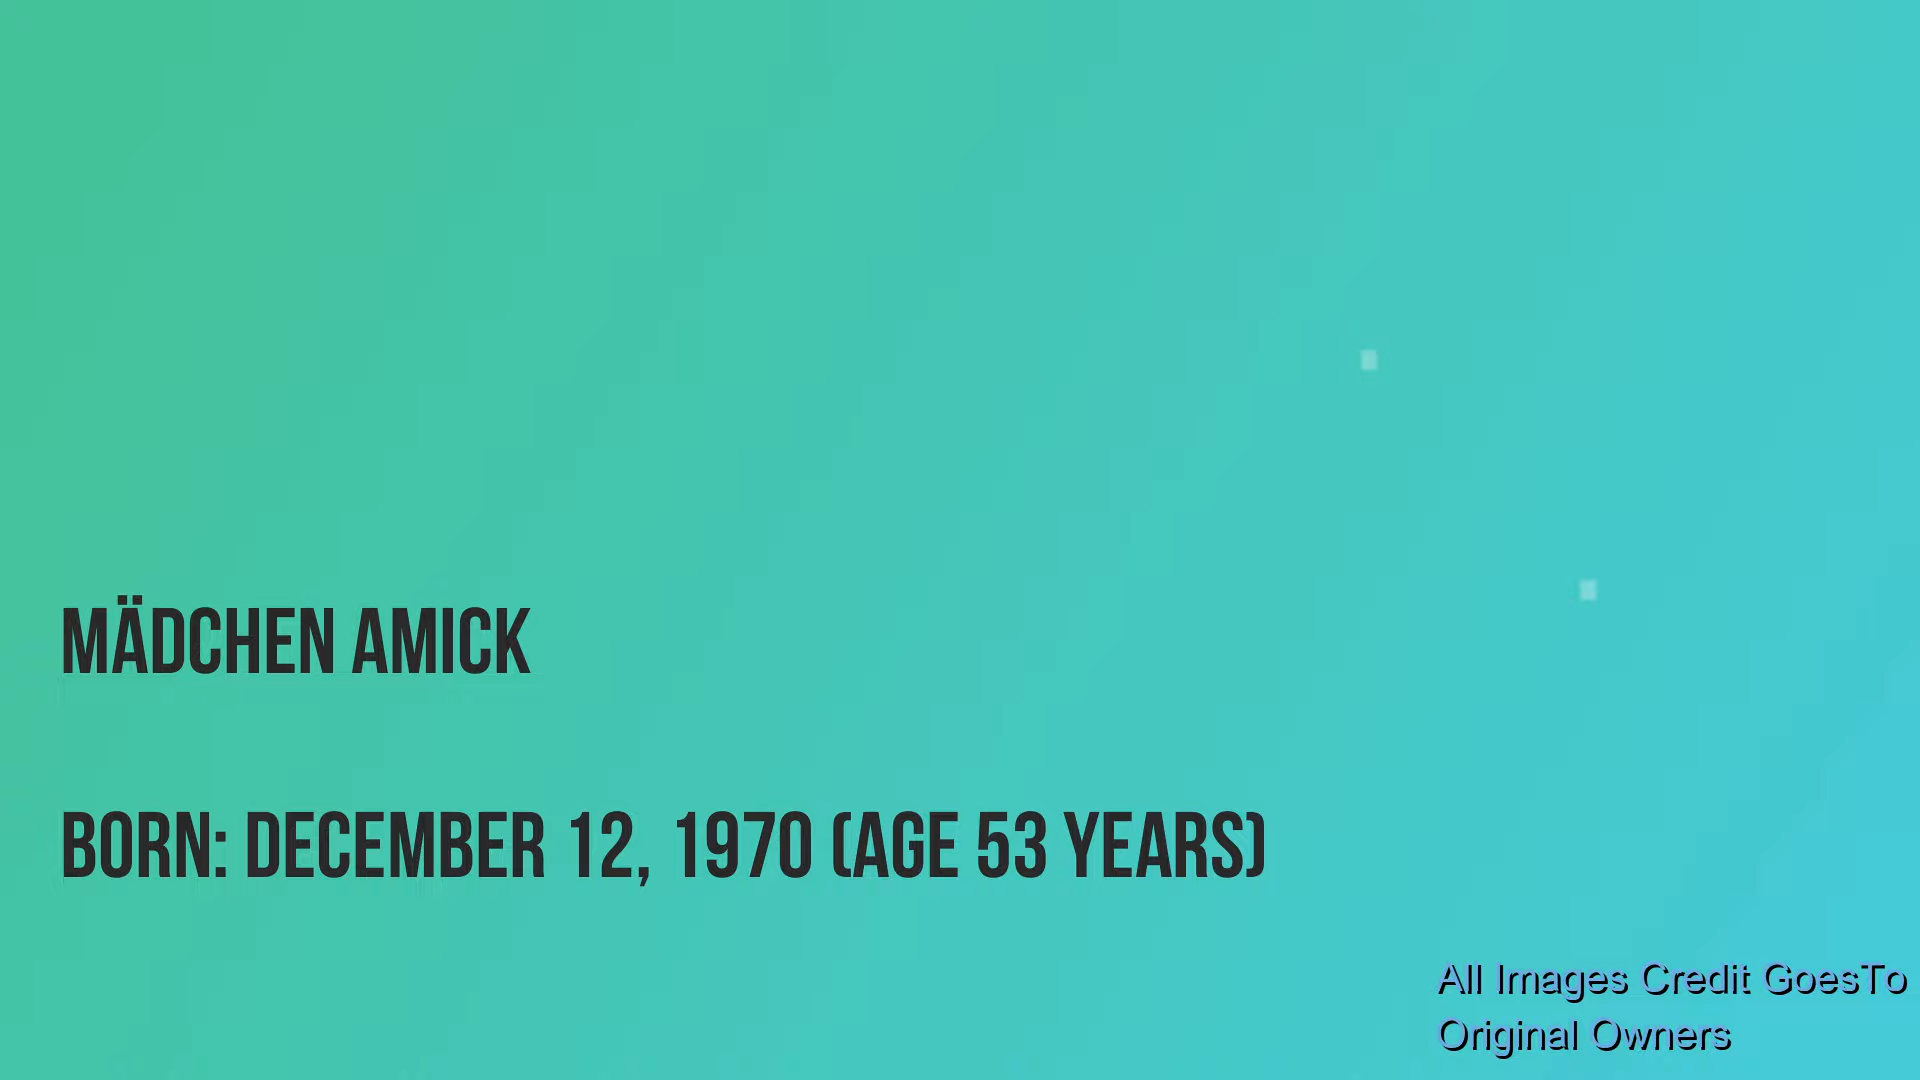 MÄDCHEN AMICK
BORN: DECEMBER 12, 1970 (AGE 53 YEARS)
All Images Credit GoesTo
Original Owners